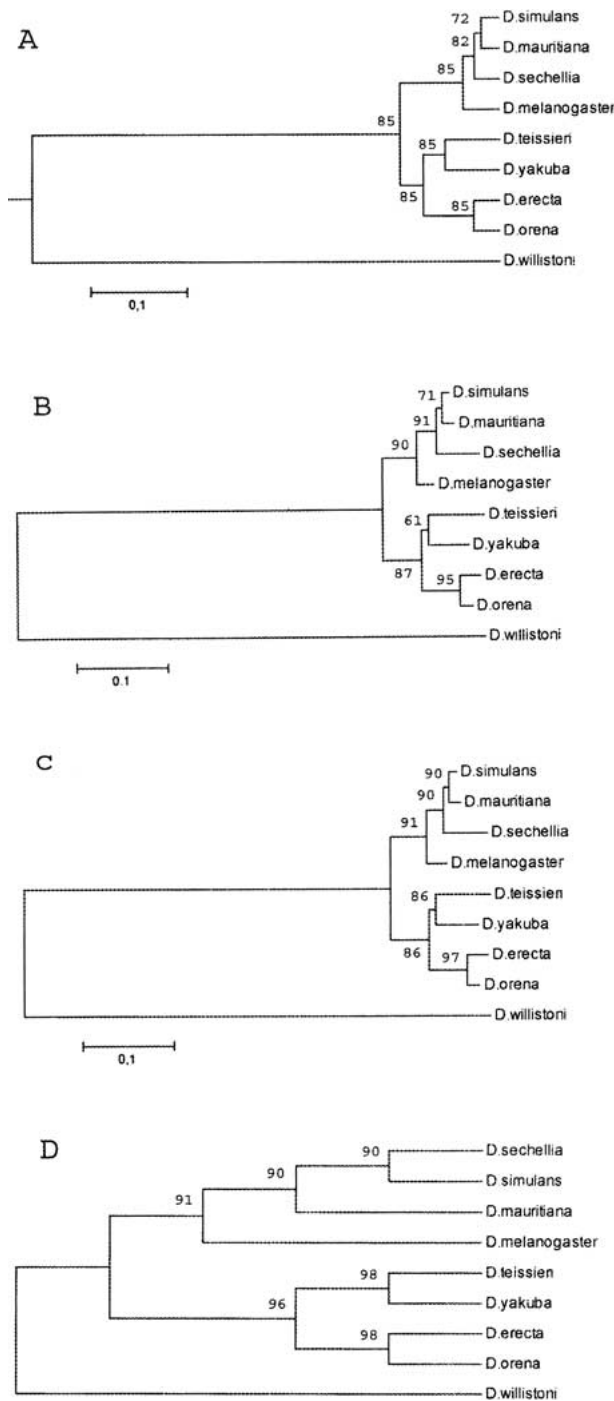 A
72
D.simulans
82
D.mauritiana
85
D.sechellia
D.melanogaster
85
85
D.teissieri
D.yakuba
85
85
D.erecta
D.orena
D.willistoni
0,1
B
71
D.simulans
91
D.mauritiana
90
D.sechellia
D.melanogaster
61
D.teissieri
D.yakuba
87
95
D.erecta
D.orena
D.willistoni
0.1
C
90
D.simulans
90
D.mauritiana
91
D.sechellia
D.melanogaster
86
D.teissien
D.yakuba
86
97
D.erecta
D.orena
D.willistoni
0,1
D
90
D.sechellia
90
D.simulans
91
D.mauritiana
D.melanogaster
98
D.teissien
96
D.yakuba
98
D.erecta
D.orena
D.willistoni